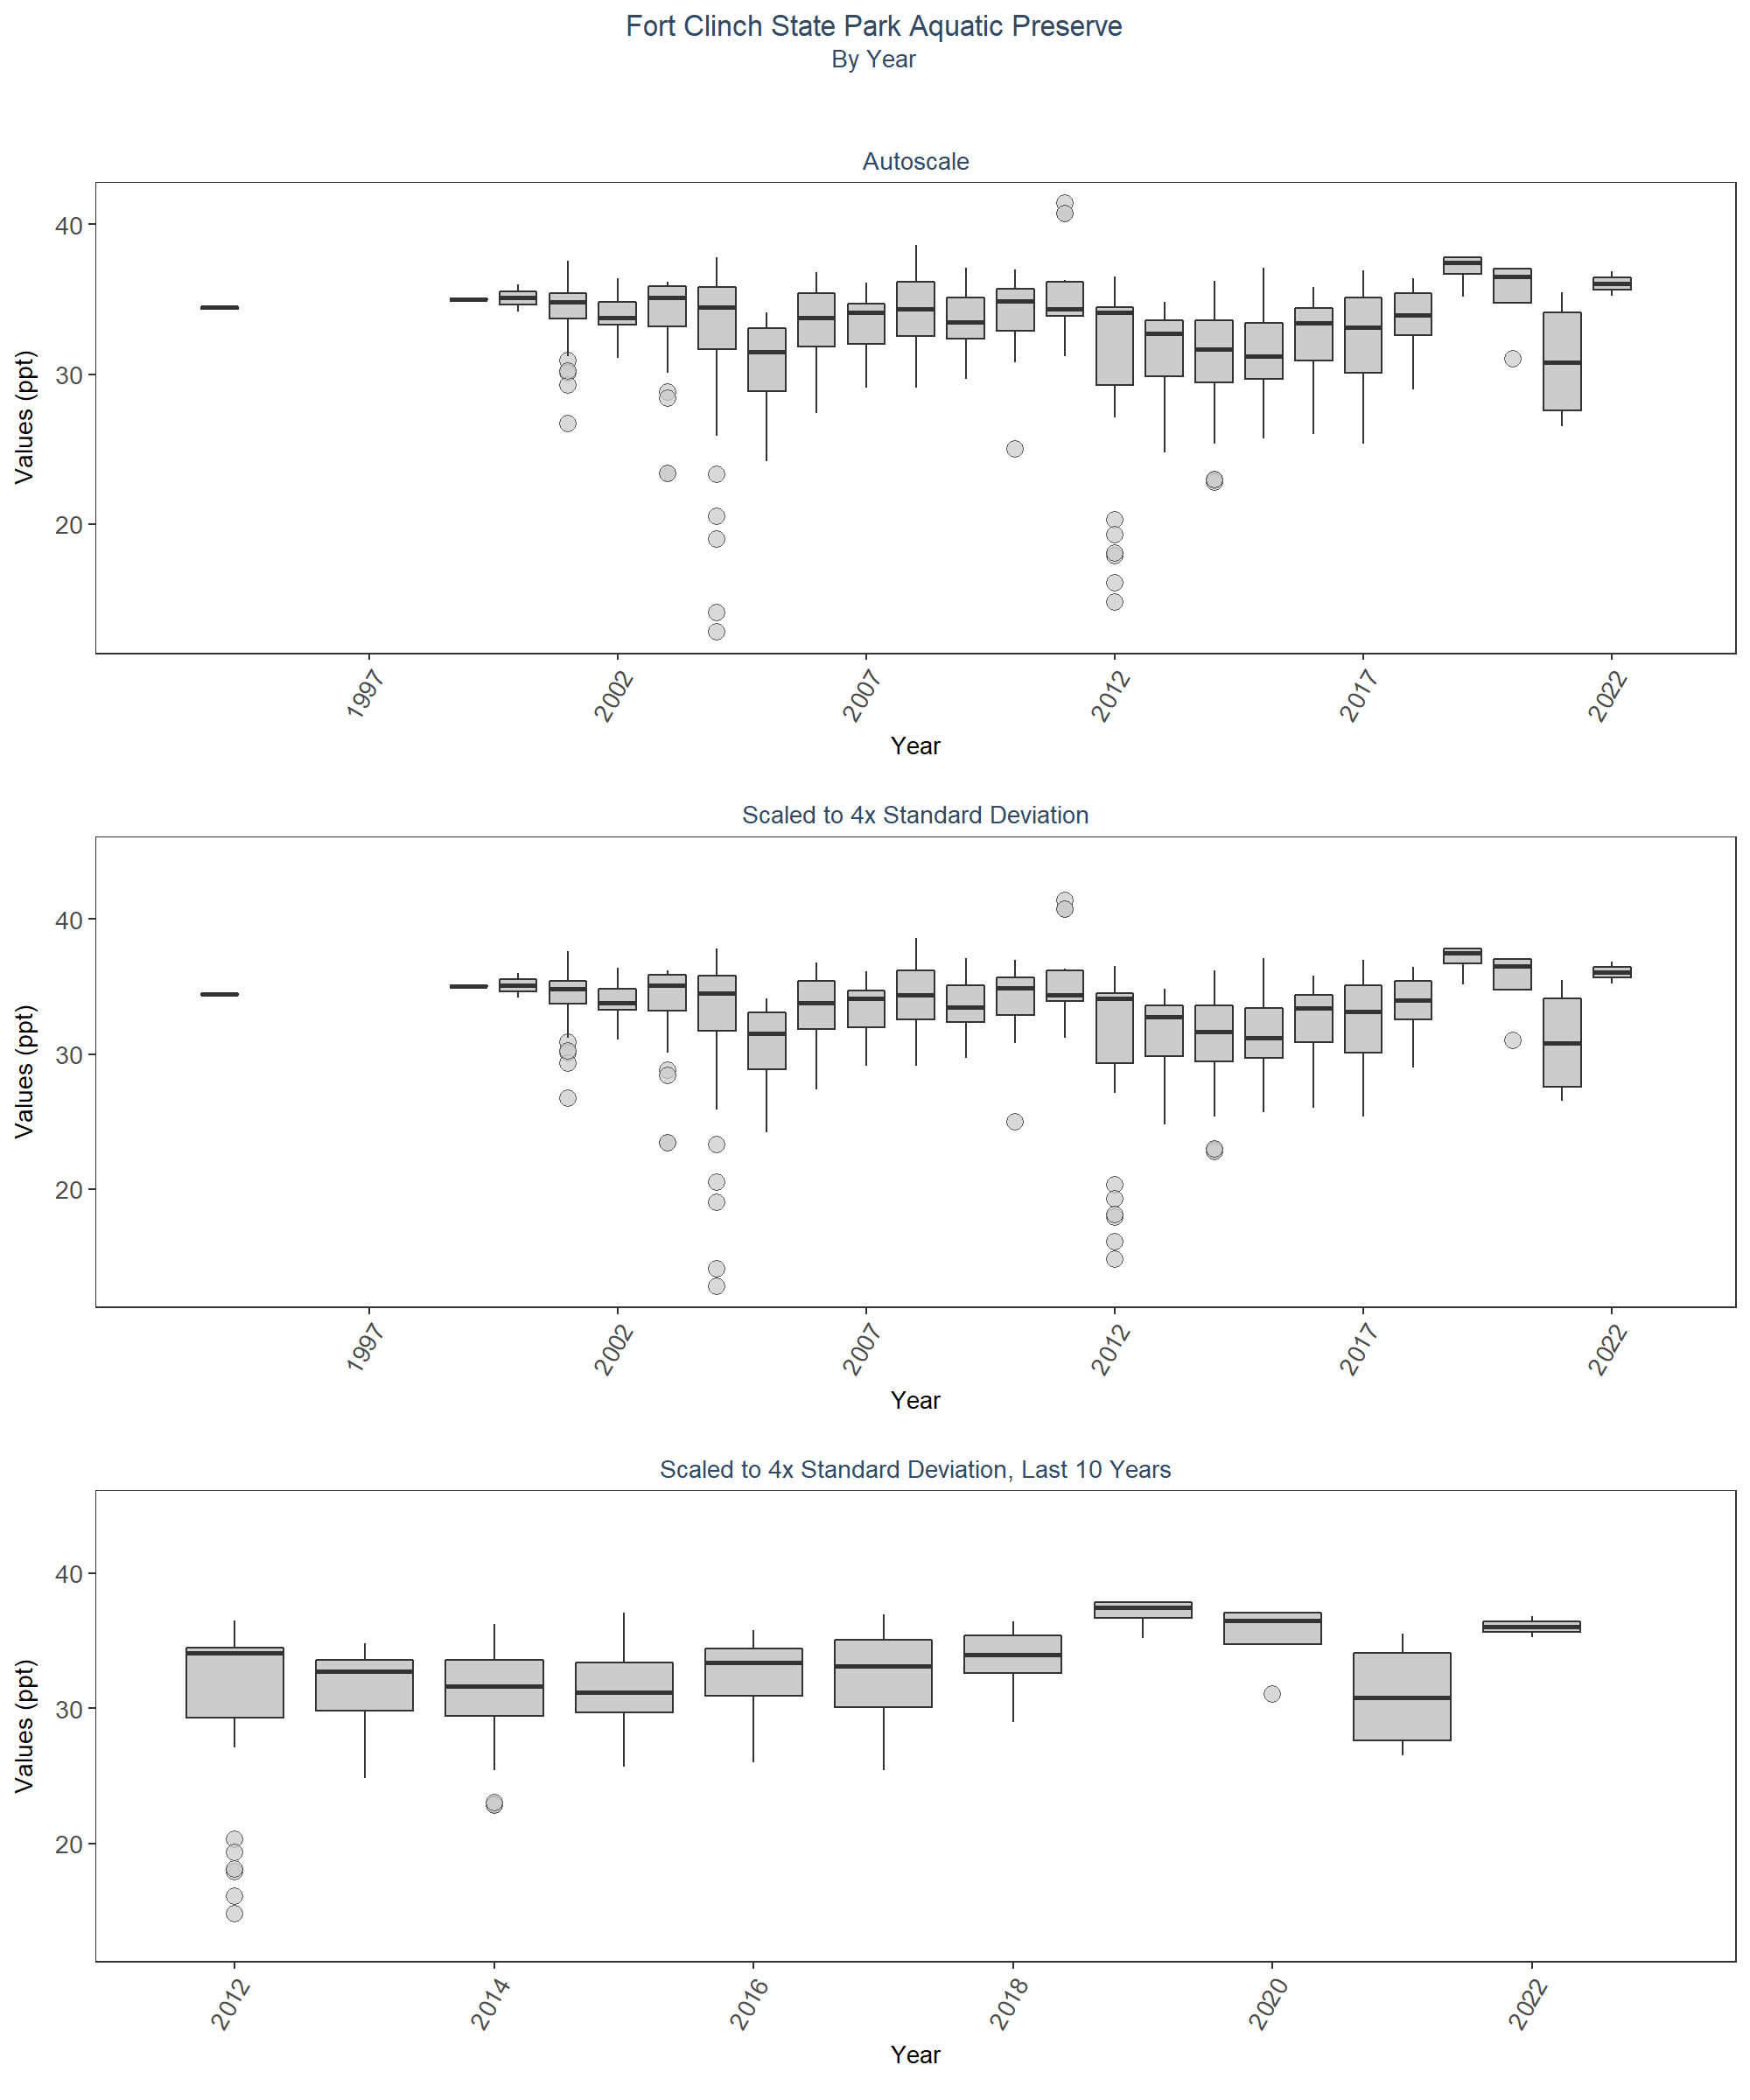 Fort Clinch State Park Aquatic Preserve
By Year
Autoscale
40
30
20
Values (ppt)
1997 2002 2007 2012 2017 2022
Year
Scaled to 4x Standard Deviation
40
30
20
Values (ppt)
1997 2002 2007 2012 2017 2022
Year
Scaled to 4x Standard Deviation, Last 10 Years
40
30
20
Values (ppt)
2012 2014 2016 2018 2020 2022
Year